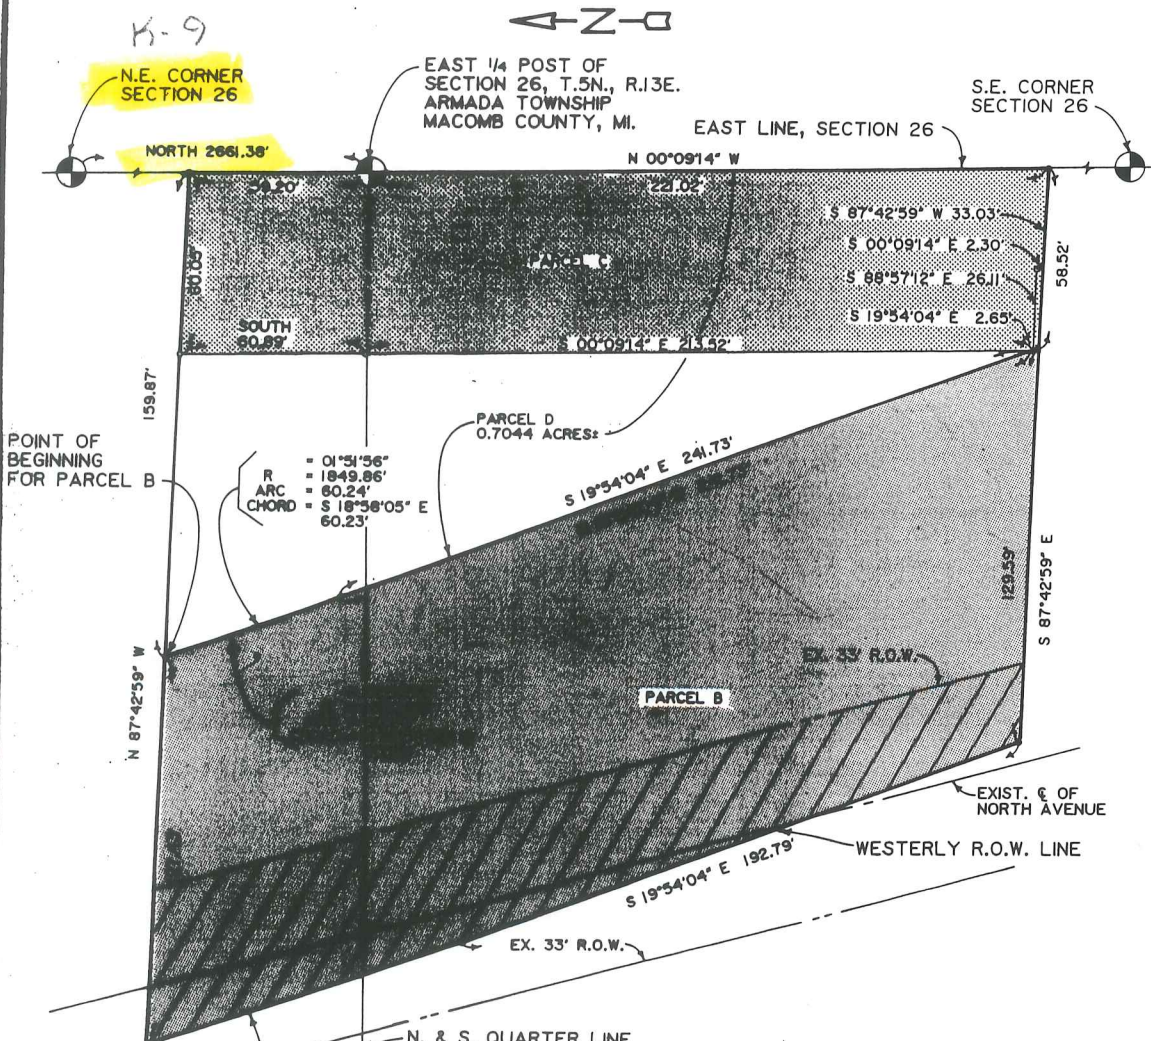 K-9
N
N.E. CORNER
SECTION 26
EAST 1/4 POST OF
SECTION 26, T.5N., R.13E.
ARMADA TOWNSHIP
MACOMB COUNTY, MI.
S.E. CORNER
SECTION 26
EAST LINE, SECTION 26
NORTH 2661.38'
N 00°09'14" W
221.02'
S 87°42'59" W 33.03'
S 00°09'14" E 2.30'
S 88°57'12" E 26.11'
S 19°54'04" E 2.65'
58.52'
60.05'
PARCEL C
SOUTH
60.89'
00°09'14" E 213.52'
159.87'
PARCEL D
0.7044 ACRES±
POINT OF
BEGINNING
FOR PARCEL B
= 01°51'56"
R = 1849.86'
ARC = 60.24'
CHORD = S 18°58'05" E
60.23'
S 19°54'04" E 241.73'
129.59'
S 87°42'59" E
N 87°42'59" W
EX. 33' R.O.W.
PARCEL B
EXIST. ℄ OF
NORTH AVENUE
WESTERLY R.O.W. LINE
S 19°54'04" E 192.79'
EX. 33' R.O.W.
N. & S. QUARTER LINE